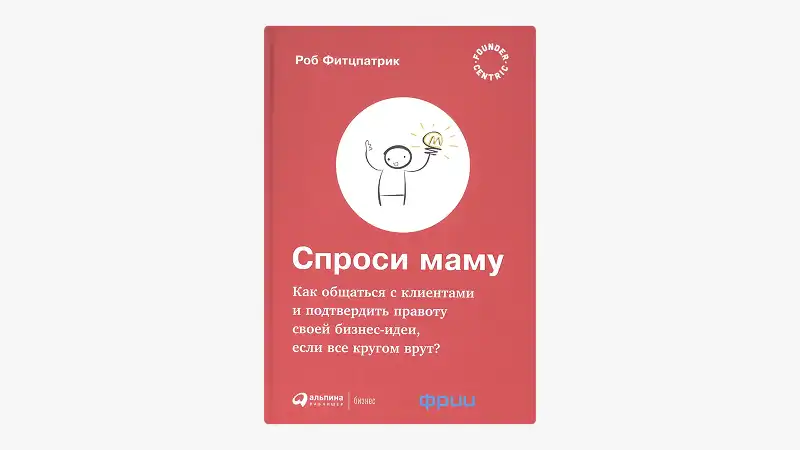 Роб Фитцпатрик
FOUNDER
CENTRIC
Спроси маму
Как общаться с клиентами
и подтвердить правоту
своей бизнес-идеи,
если все кругом врут?
альпина
паблишер
бизнес
фрии